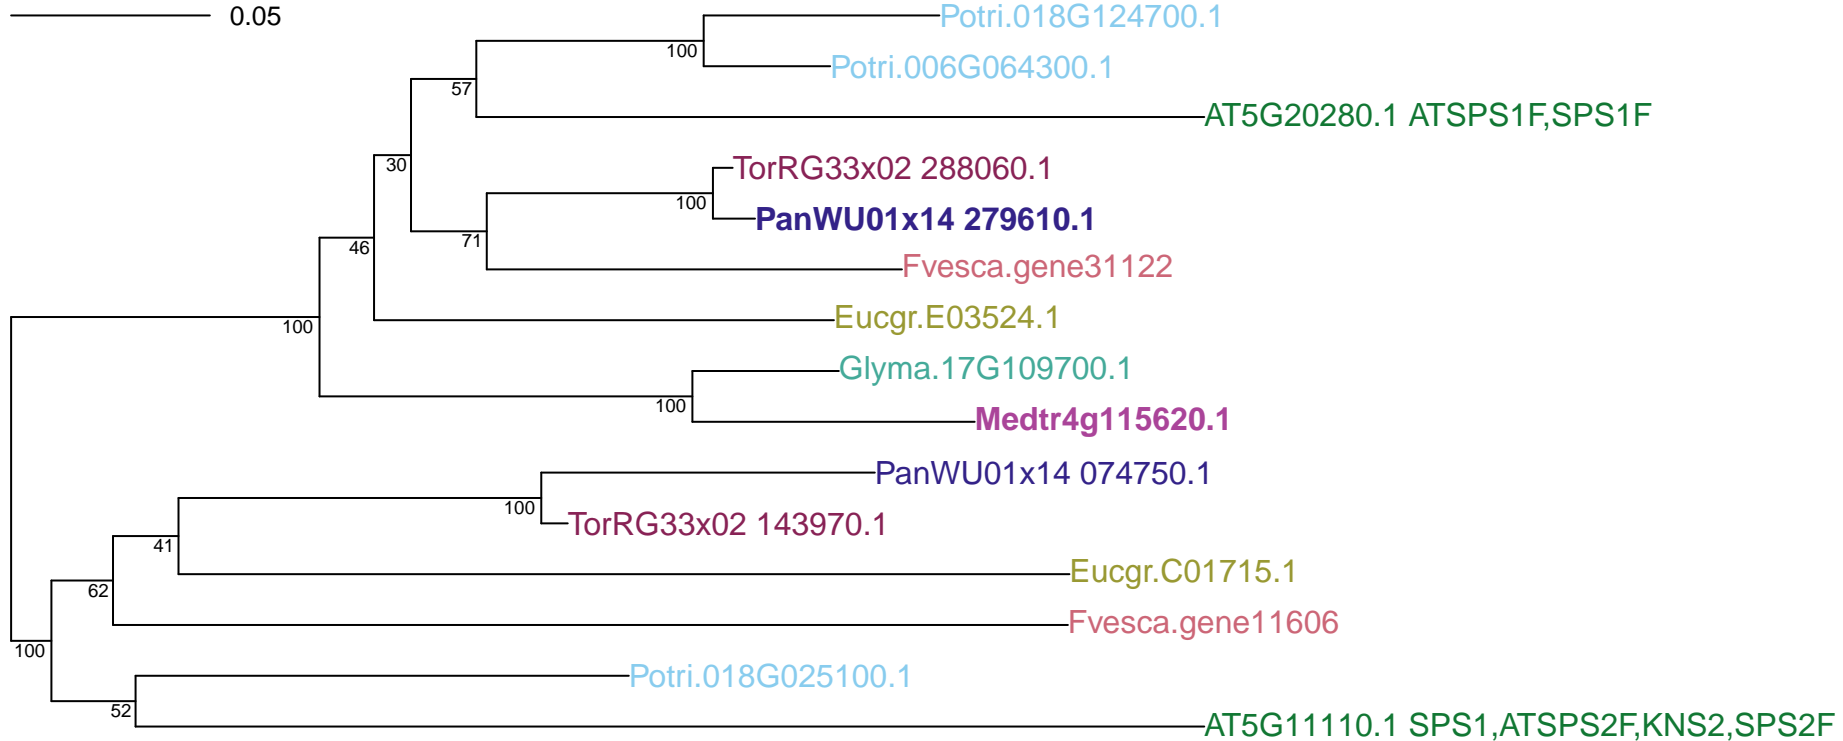 0.05
Potri.018G124700.1
100
Potri.006G064300.1
57
AT5G20280.1 ATSPS1F,SPS1F
30
TorRG33x02 288060.1
100
PanWU01x14 279610.1
71
46
Fvesca.gene31122
Eucgr.E03524.1
100
Glyma.17G109700.1
100
Medtr4g115620.1
PanWU01x14 074750.1
100
TorRG33x02 143970.1
41
Eucgr.C01715.1
62
Fvesca.gene11606
100
Potri.018G025100.1
52
AT5G11110.1 SPS1,ATSPS2F,KNS2,SPS2F